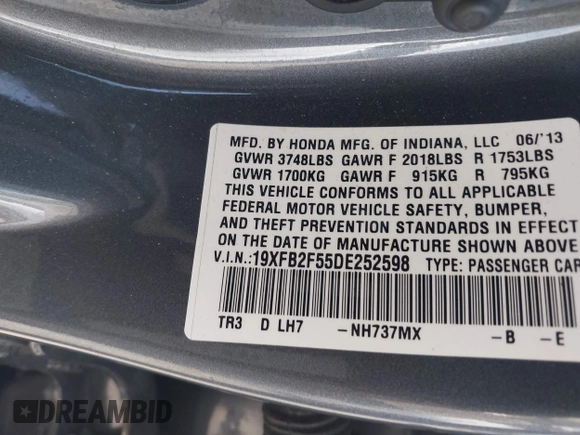 MFD. BY HONDA MFG. OF INDIANA, LLC 06/'13
GVWR 3748LBS GAWR F 2018LBS R 1753LBS
GVWR 1700KG GAWR F 915KG R 795KG
THIS VEHICLE CONFORMS TO ALL APPLICABLE
FEDERAL MOTOR VEHICLE SAFETY, BUMPER,
AND THEFT PREVENTION STANDARDS IN EFFECT
ON THE DATE OF MANUFACTURE SHOWN ABOVE
V.I.N.:19XFB2F55DE252598 TYPE: PASSENGER CAR
TR3 D LH7 -NH737MX -B -E
DREAMBID